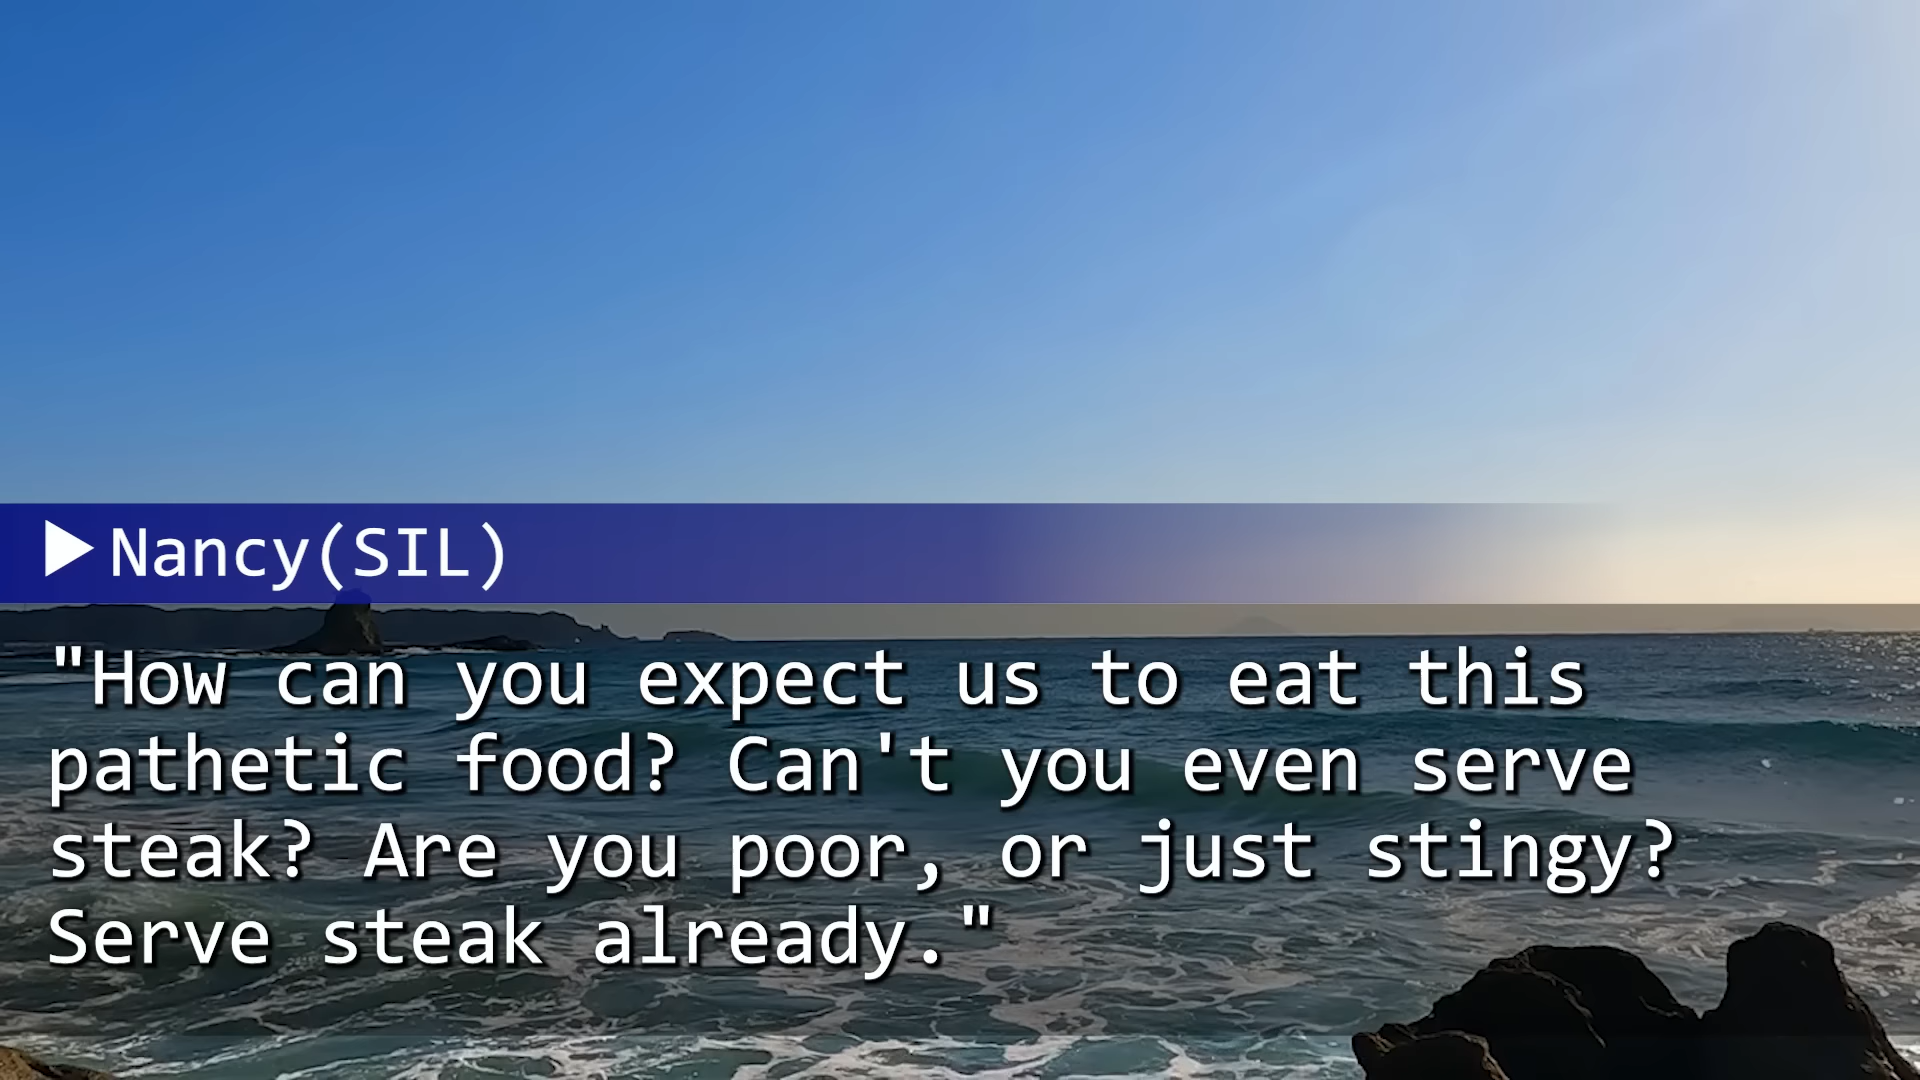 ▶Nancy(SIL)
"How can you expect us to eat this
pathetic food? Can't you even serve
steak? Are you poor, or just stingy?
Serve steak already."